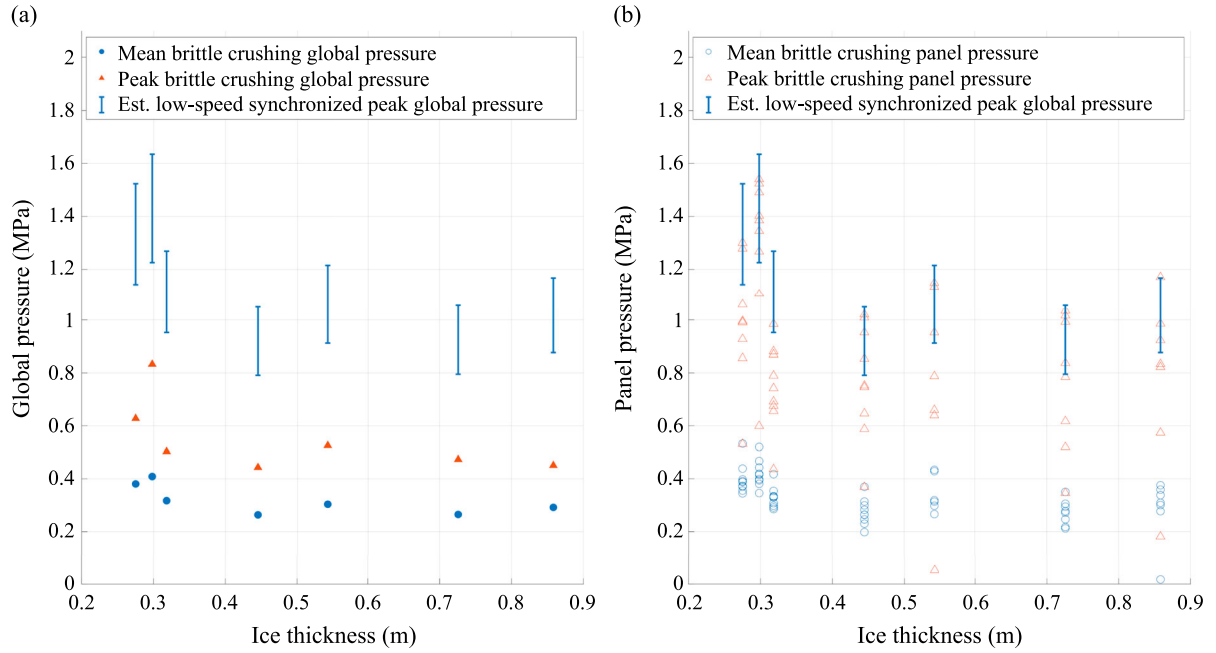 (a)
2
1.8
1.6
1.4
1.2
1
0.8
0.6
0.4
0.2
0
Global pressure (MPa)
Mean brittle crushing global pressure
Peak brittle crushing global pressure
Est. low-speed synchronized peak global pressure
0.2 0.3 0.4 0.5 0.6 0.7 0.8 0.9
Ice thickness (m)
(b)
2
1.8
1.6
1.4
1.2
1
0.8
0.6
0.4
0.2
0
Panel pressure (MPa)
Mean brittle crushing panel pressure
Peak brittle crushing panel pressure
Est. low-speed synchronized peak global pressure
0.2 0.3 0.4 0.5 0.6 0.7 0.8 0.9
Ice thickness (m)